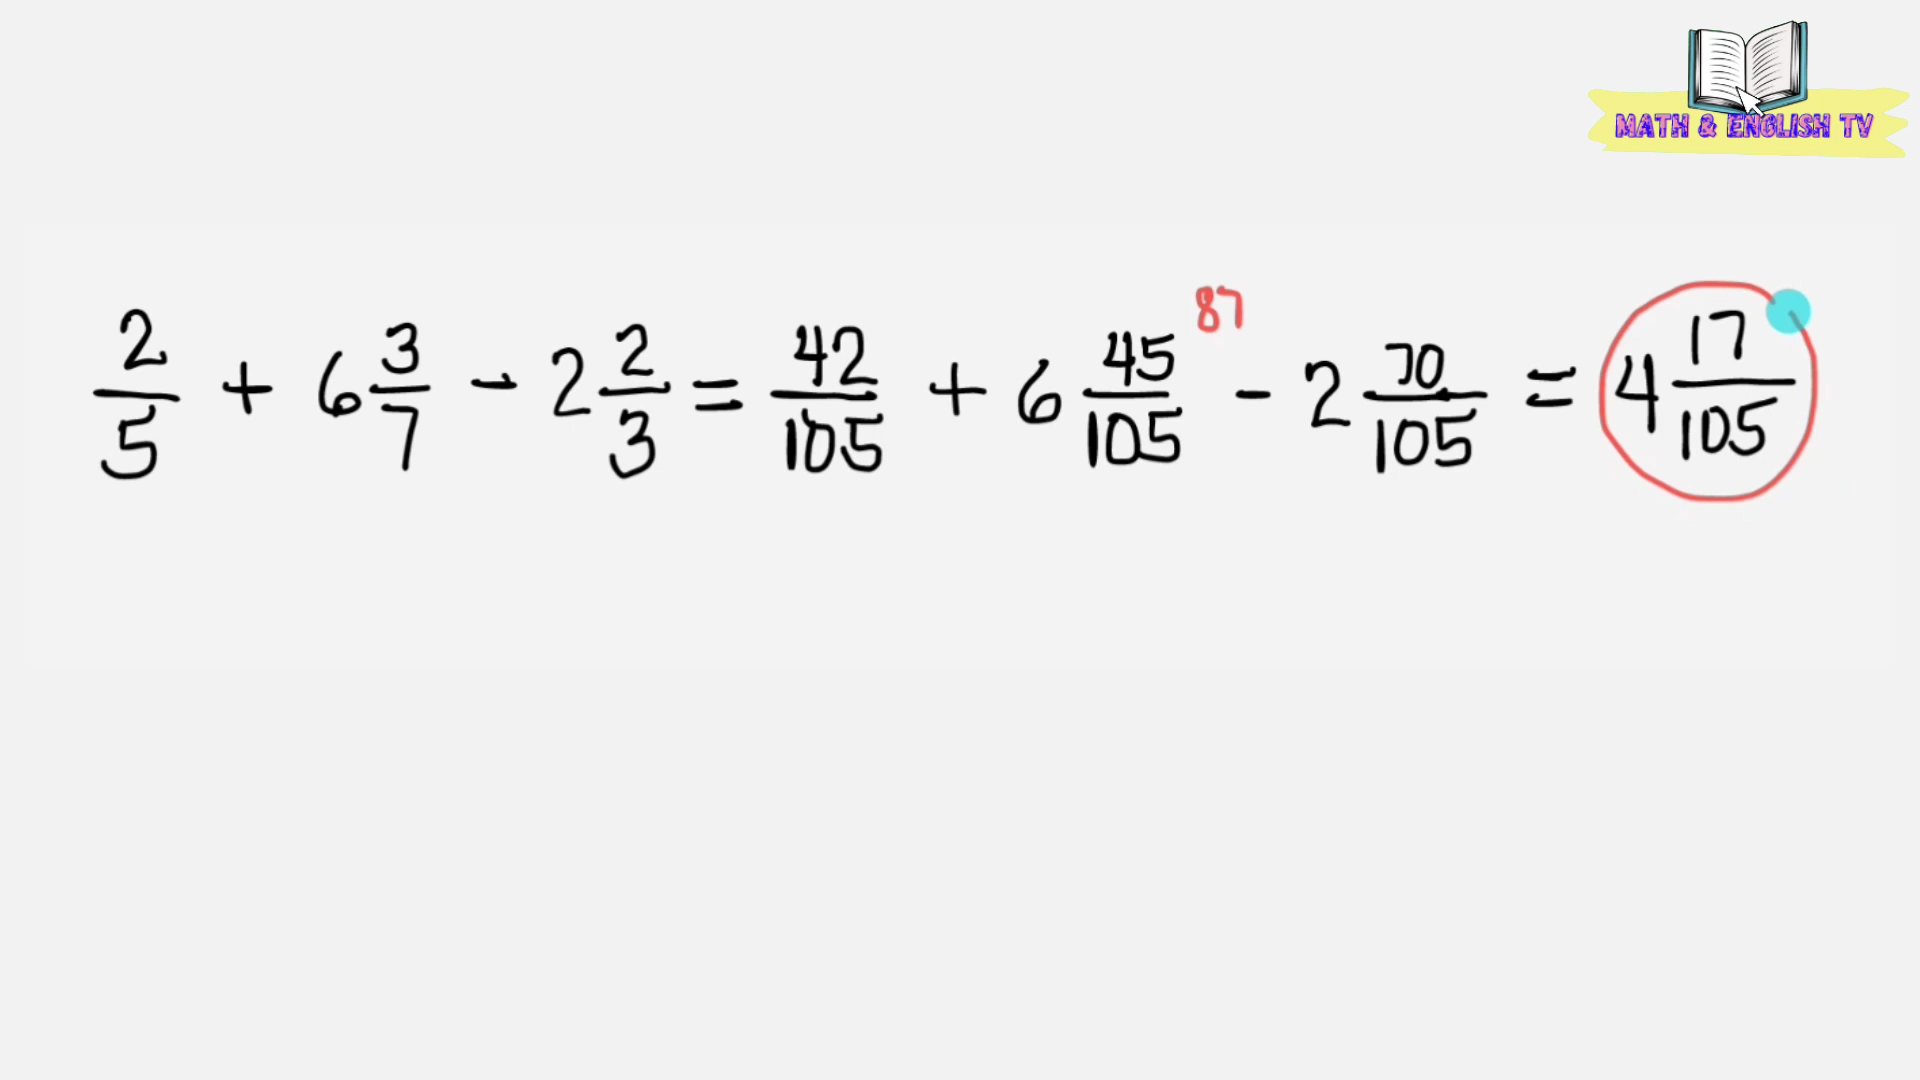 MATH & ENGLISH TV
87
2/5 + 6 3/7 - 2 2/3 = 42/105 + 6 45/105 - 2 70/105 = 4 17/105